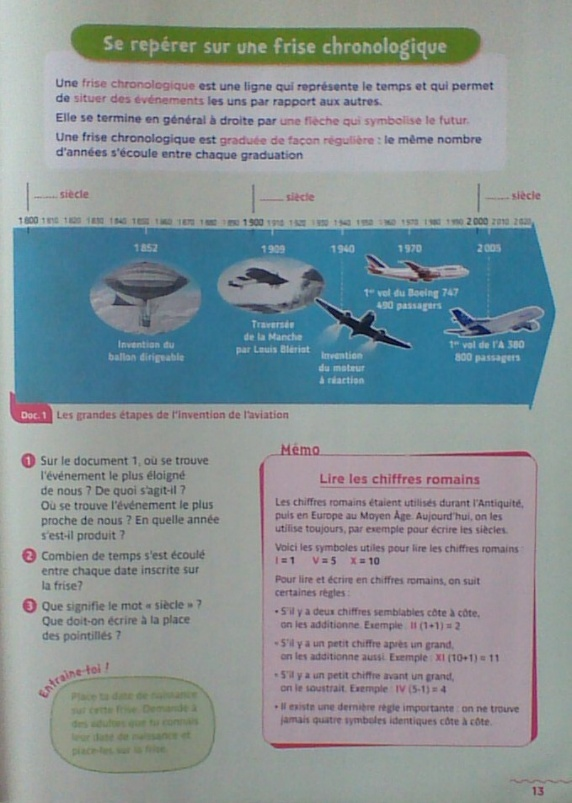 Se repérer sur une frise chronologique
Une frise chronologique est une ligne qui représente le temps et qui permet
de situer des événements les uns par rapport aux autres.
Elle se termine en général à droite par une flèche qui symbolise le futur.
Une frise chronologique est graduée de façon régulière : le même nombre
d'années s'écoule entre chaque graduation
........ siècle
........ siècle
........ siècle
1800 1810 1820 1830 1840 1850 1860 1870 1880 1890 1900 1910 1920 1930 1940 1950 1960 1970 1980 1990 2000 2010 2020
1852
1909
1940
1970
2005
Invention du
ballon dirigeable
Traversée
de la Manche
par Louis Blériot
Invention
du moteur
à réaction
1er vol du Boeing 747
490 passagers
1er vol de l'A 380
800 passagers
Doc. 1 Les grandes étapes de l'invention de l'aviation
1 Sur le document 1, où se trouve
l'événement le plus éloigné
de nous ? De quoi s'agit-il ?
Où se trouve l'événement le plus
proche de nous ? En quelle année
s'est-il produit ?
2 Combien de temps s'est écoulé
entre chaque date inscrite sur
la frise?
3 Que signifie le mot « siècle » ?
Que doit-on écrire à la place
des pointillés ?
Entraîne-toi !
Place ta date de naissance
sur cette frise. Demande à
des adultes que tu connais
leur date de naissance et
place-les sur la frise.
Mémo
Lire les chiffres romains
Les chiffres romains étaient utilisés durant l'Antiquité,
puis en Europe au Moyen Âge. Aujourd'hui, on les
utilise toujours, par exemple pour écrire les siècles.
Voici les symboles utiles pour lire les chiffres romains :
I = 1 V = 5 X = 10
Pour lire et écrire en chiffres romains, on suit
certaines règles :
• S'il y a deux chiffres semblables côte à côte,
on les additionne. Exemple : II (1+1) = 2
• S'il y a un petit chiffre après un grand,
on les additionne aussi. Exemple : XI (10+1) = 11
• S'il y a un petit chiffre avant un grand,
on le soustrait. Exemple : IV (5-1) = 4
• Il existe une dernière règle importante : on ne trouve
jamais quatre symboles identiques côte à côte.
13